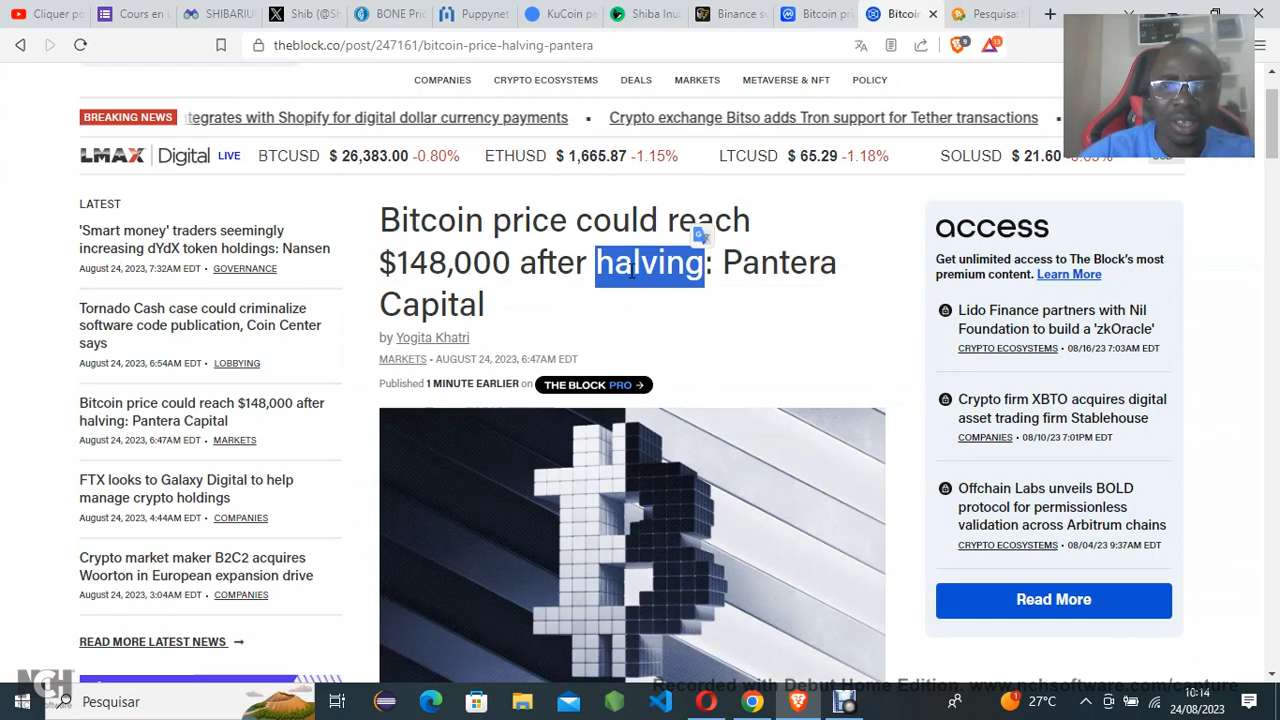 Cliquer po
Cours en L
SHIBARIU
Xshib (@S
BONE Pric
Puppynet
KuCoin pe
Shiba Inu
Binance su
Bitcoin pri
Bitcoi
Pesquisa:
theblock.co/post/247161/bitcoin-price-halving-pantera
COMPANIES CRYPTO ECOSYSTEMS DEALS MARKETS METAVERSE & NFT POLICY
BREAKING NEWS tegrates with Shopify for digital dollar currency payments • Crypto exchange Bitso adds Tron support for Tether transactions •
LMAX Digital LIVE BTCUSD $ 26,383.00 -0.80% ETHUSD $ 1,665.87 -1.15% LTCUSD $ 65.29 -1.18% SOLUSD $ 21.60
LATEST
'Smart money' traders seemingly
increasing dYdX token holdings: Nansen
August 24, 2023, 7:32AM EDT • GOVERNANCE
Tornado Cash case could criminalize
software code publication, Coin Center
says
August 24, 2023, 6:54AM EDT • LOBBYING
Bitcoin price could reach $148,000 after
halving: Pantera Capital
August 24, 2023, 6:47AM EDT • MARKETS
FTX looks to Galaxy Digital to help
manage crypto holdings
August 24, 2023, 4:44AM EDT • COMPANIES
Crypto market maker B2C2 acquires
Woorton in European expansion drive
August 24, 2023, 3:04AM EDT • COMPANIES
READ MORE LATEST NEWS →
Bitcoin price could reach
$148,000 after halving: Pantera
Capital
by Yogita Khatri
MARKETS • AUGUST 24, 2023, 6:47AM EDT
Published 1 MINUTE EARLIER on THE BLOCK PRO →
access
Get unlimited access to The Block's most
premium content. Learn More
Lido Finance partners with Nil
Foundation to build a 'zkOracle'
CRYPTO ECOSYSTEMS • 08/16/23 7:03AM EDT
Crypto firm XBTO acquires digital
asset trading firm Stablehouse
COMPANIES • 08/10/23 7:01PM EDT
Offchain Labs unveils BOLD
protocol for permissionless
validation across Arbitrum chains
CRYPTO ECOSYSTEMS • 08/04/23 9:37AM EDT
Read More
NCH
Software
Recorded with Debut Home Edition. www.nchsoftware.com/capture
Pesquisar
27°C
10:14
24/08/2023